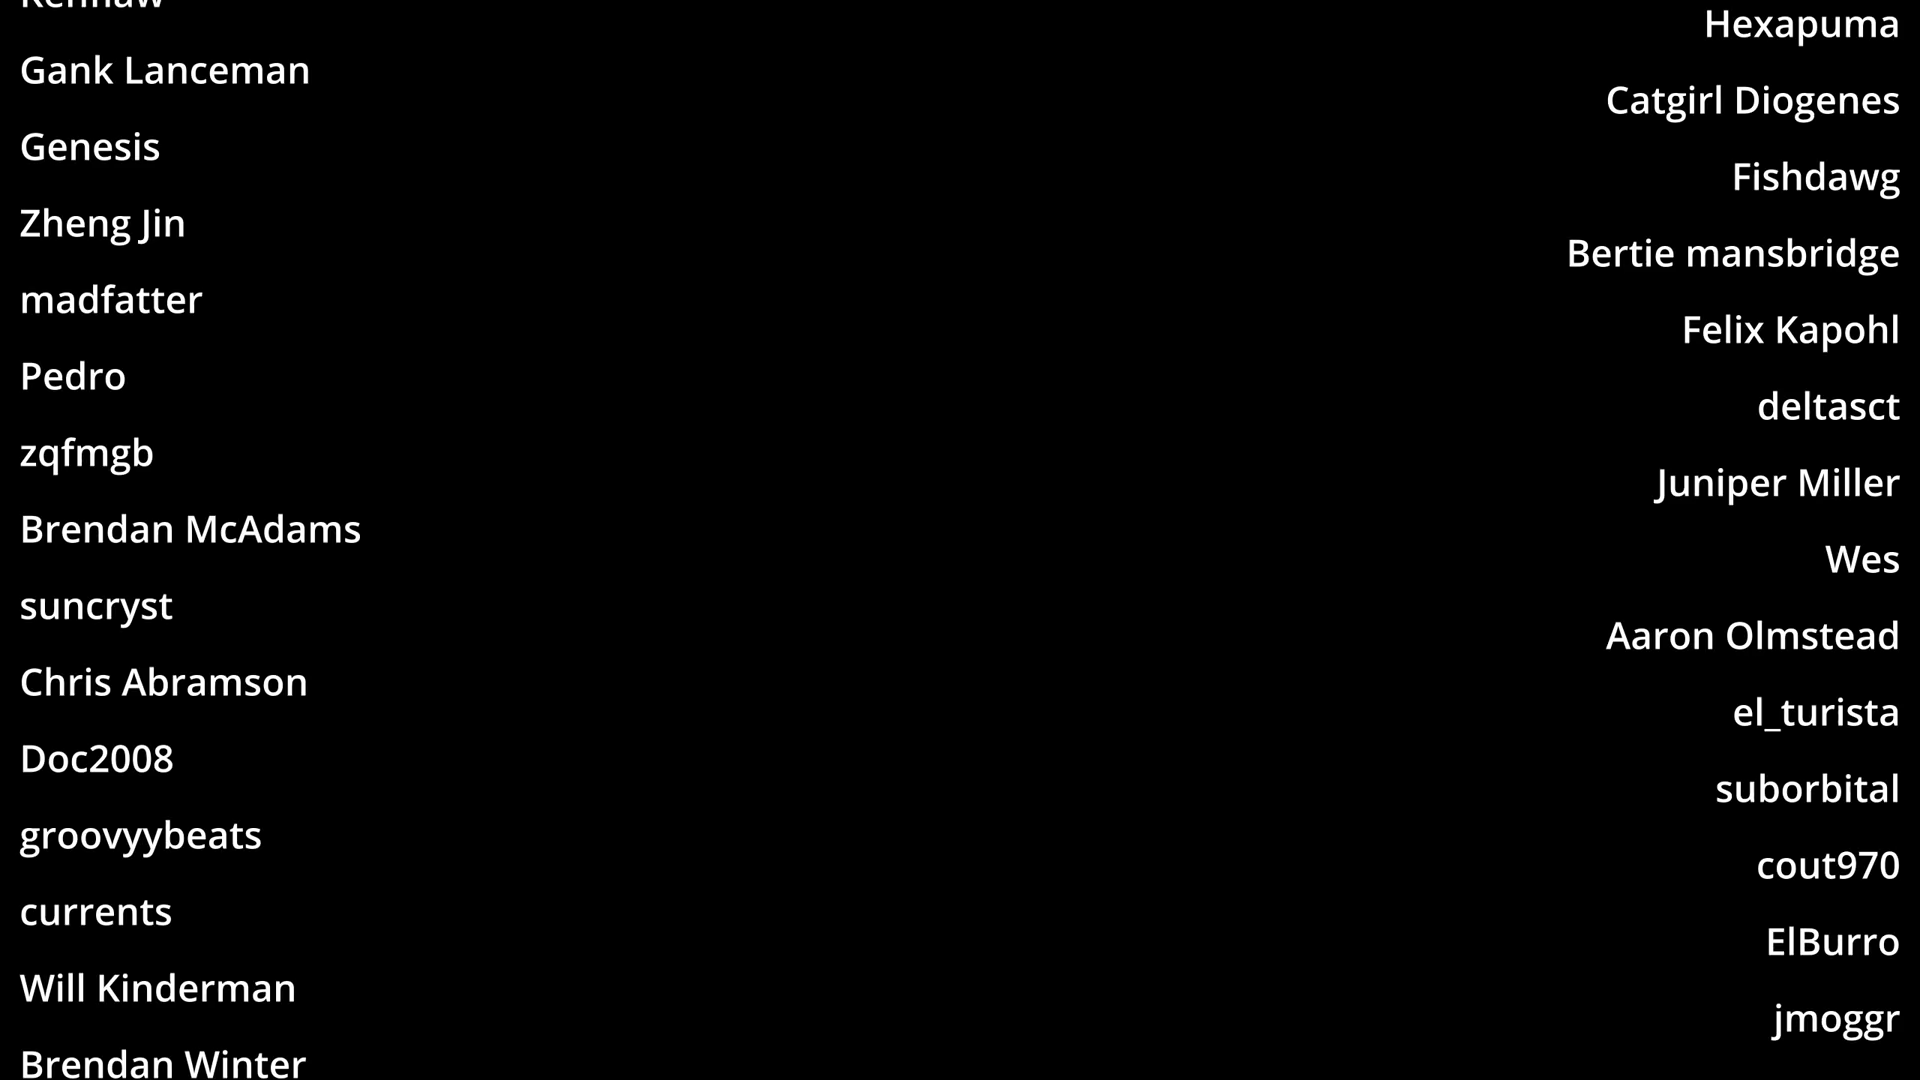 Gank Lanceman
Genesis
Zheng Jin
madfatter
Pedro
zqfmgb
Brendan McAdams
suncryst
Chris Abramson
Doc2008
groovyybeats
currents
Will Kinderman
Brendan Winter
Hexapuma
Catgirl Diogenes
Fishdawg
Bertie mansbridge
Felix Kapohl
deltasct
Juniper Miller
Wes
Aaron Olmstead
el_turista
suborbital
cout970
ElBurro
jmoggr